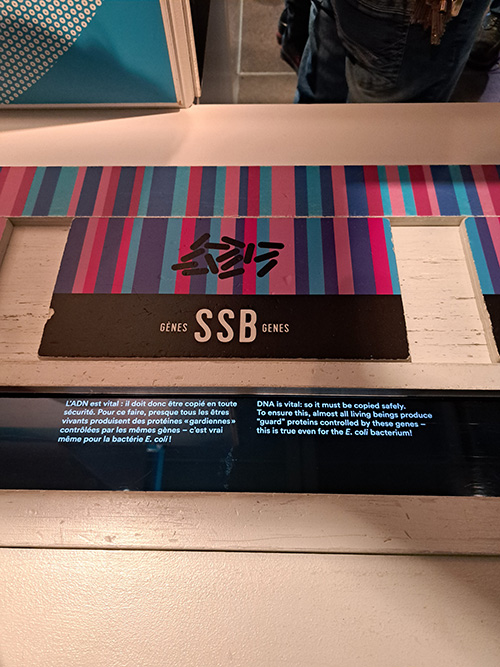 GÈNES SSB GENES
L'ADN est vital : il doit donc être copié en toute
sécurité. Pour ce faire, presque tous les êtres
vivants produisent des protéines «gardiennes»
contrôlées par les mêmes gènes – c'est vrai
même pour la bactérie E. coli !
DNA is vital: so it must be copied safely.
To ensure this, almost all living beings produce
"guard" proteins controlled by these genes –
this is true even for the E. coli bacterium!